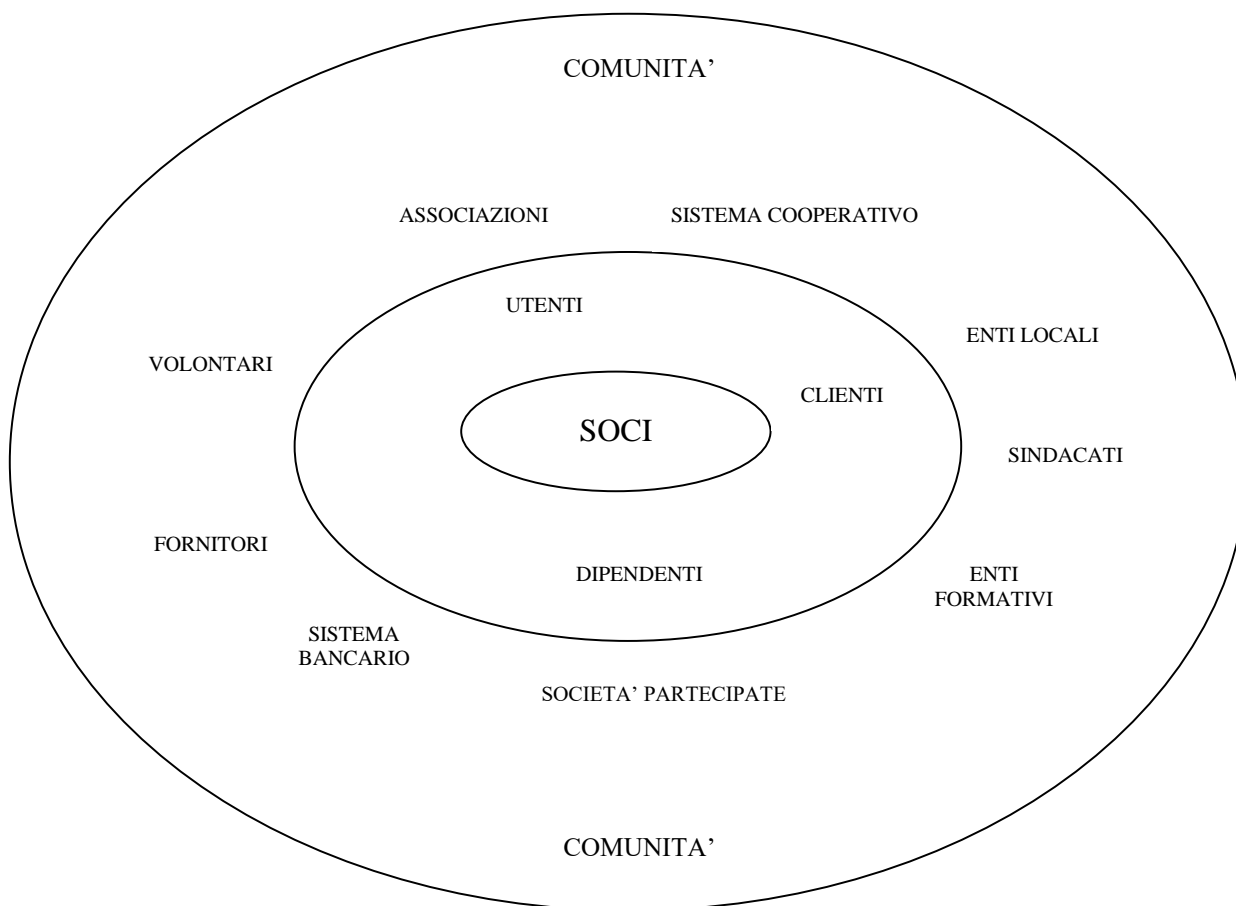 COMUNITA’
ASSOCIAZIONI
SISTEMA COOPERATIVO
UTENTI
ENTI LOCALI
VOLONTARI
CLIENTI
SOCI
SINDACATI
FORNITORI
DIPENDENTI
ENTI
FORMATIVI
SISTEMA
BANCARIO
SOCIETA’ PARTECIPATE
COMUNITA’